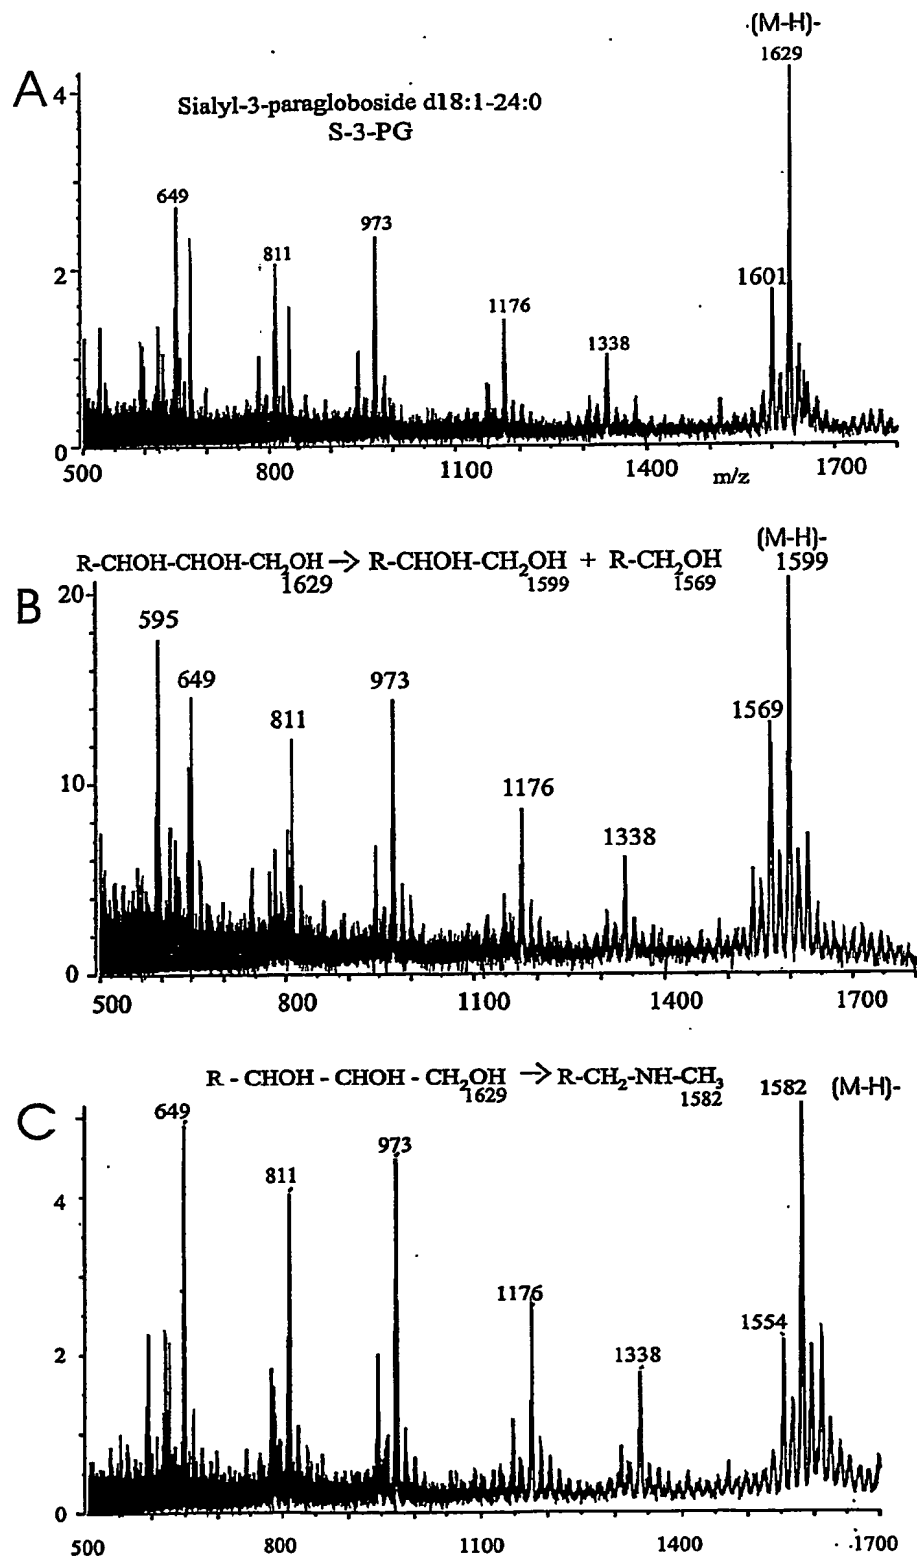 (M-H)-
1629
A
4
Sialyl-3-paragloboside d18:1-24:0
S-3-PG
649
973
811
2
1601
1176
1338
0
500 800 1100 1400 m/z 1700
(M-H)-
R-CHOH-CHOH-CH2OH → R-CHOH-CH2OH + R-CH2OH
1629 1599 1569
1599
B
20
595
649
973
811
1569
10
1176
1338
0
500 800 1100 1400 1700
R - CHOH - CHOH - CH2OH → R-CH2-NH-CH3
1629 1582
1582 (M-H)-
C
649
973
811
4
1176
1554
2
1338
0
500 800 1100 1400 1700